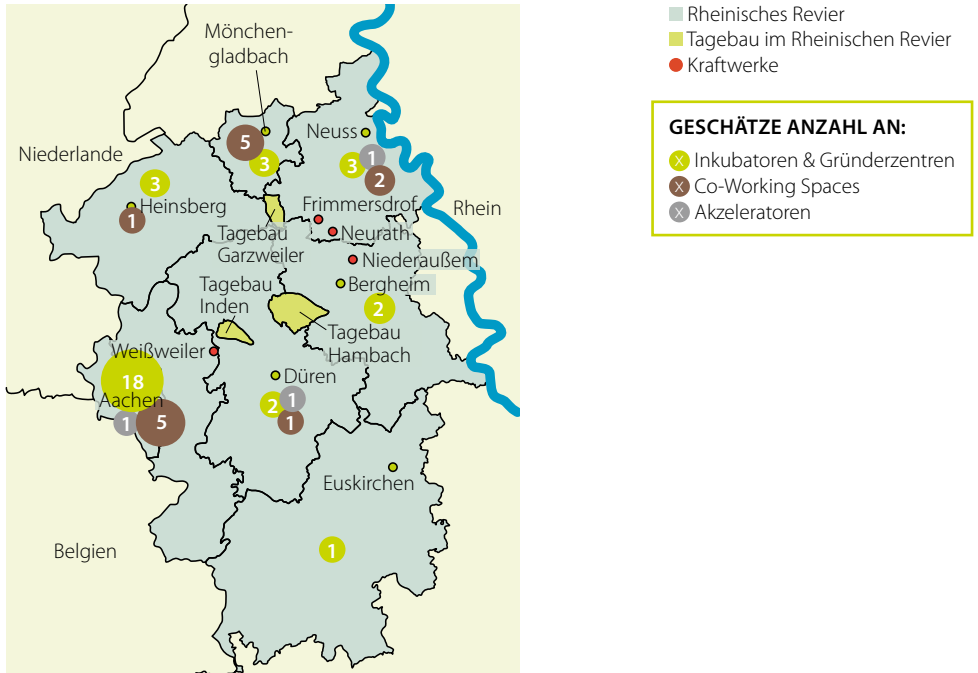 Mönchen-
gladbach
5
3
Neuss
1
3
2
Niederlande
3
Heinsberg
1
Frimmersdrof
Rhein
Tagebau
Garzweiler
Neurath
Niederaußem
Bergheim
2
Tagebau
Inden
Tagebau
Hambach
Weißweiler
18
Aachen
1
5
Düren
2
1
1
Euskirchen
Belgien
1
Rheinisches Revier
Tagebau im Rheinischen Revier
Kraftwerke
GESCHÄTZE ANZAHL AN:
X Inkubatoren & Gründerzentren
X Co-Working Spaces
X Akzeleratoren